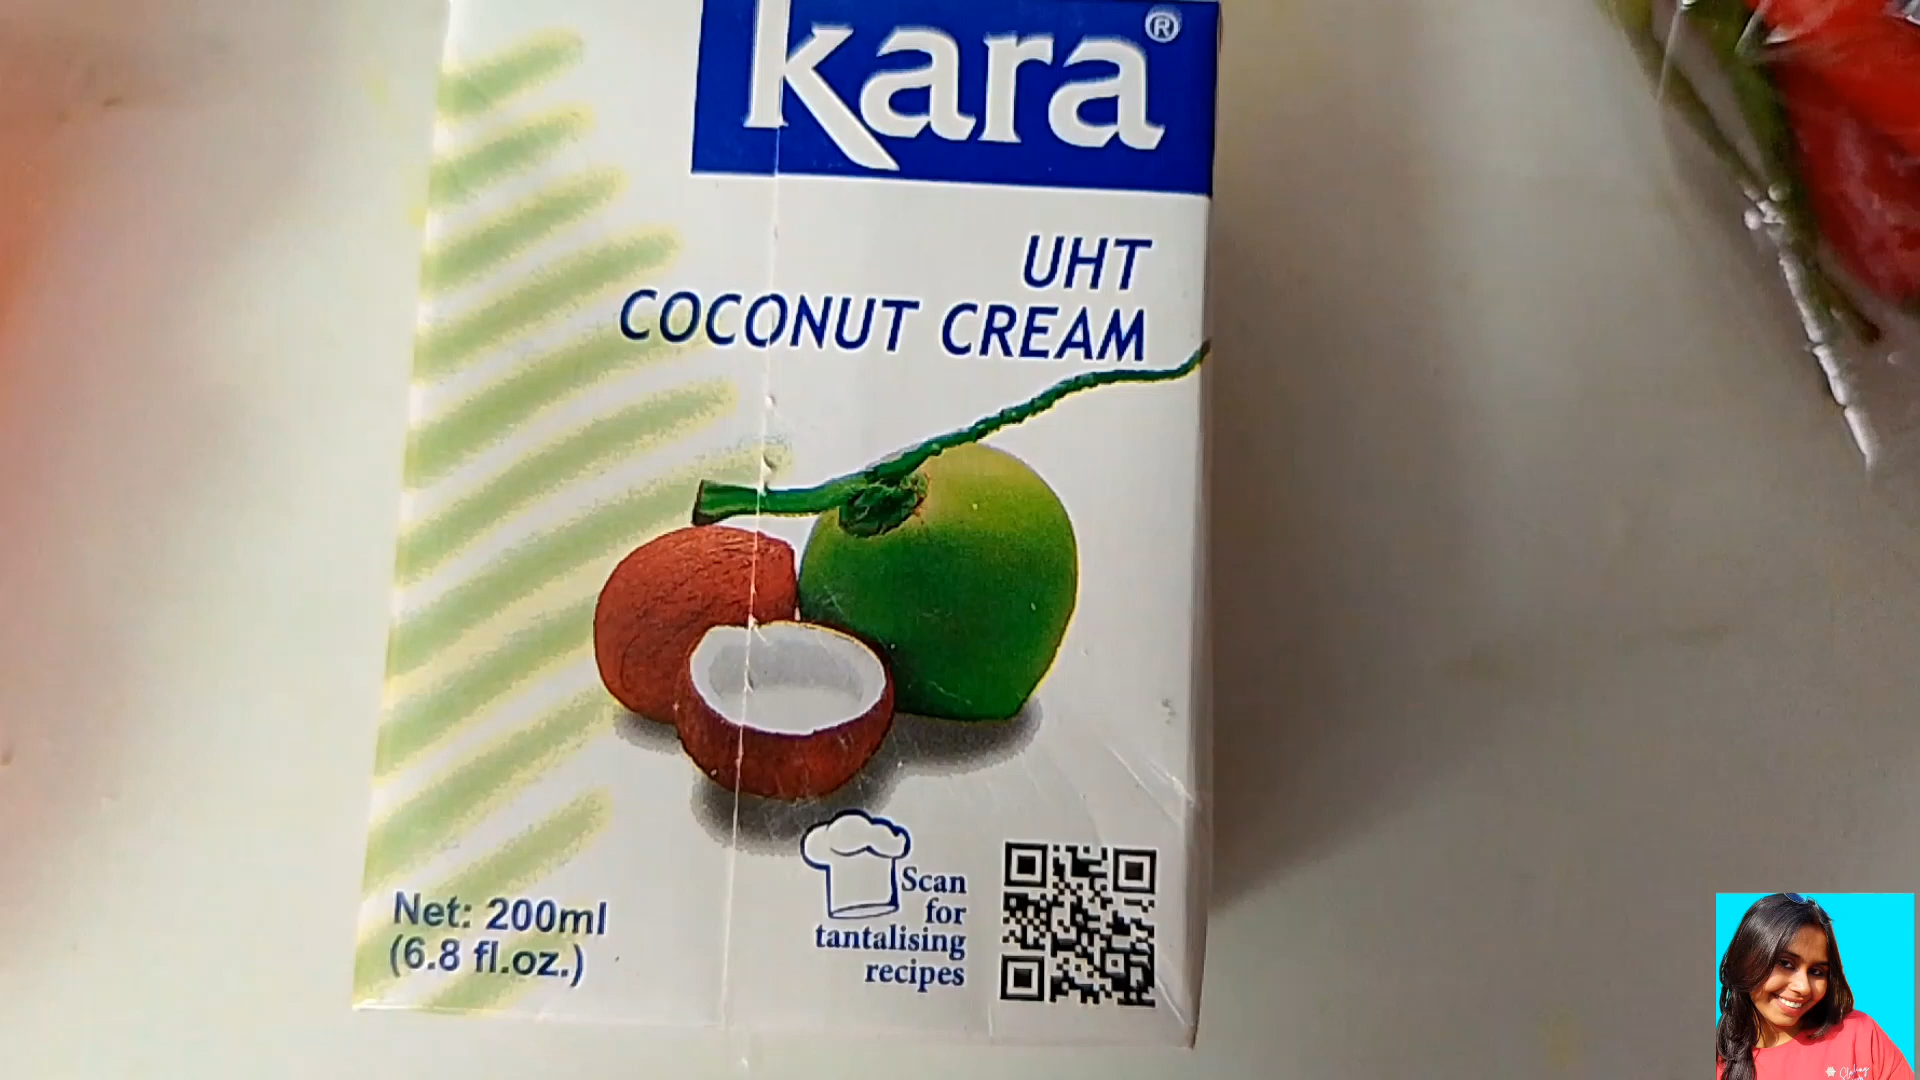 kara®
UHT
COCONUT CREAM
Scan
for
tantalising
recipes
Net: 200ml
(6.8 fl.oz.)